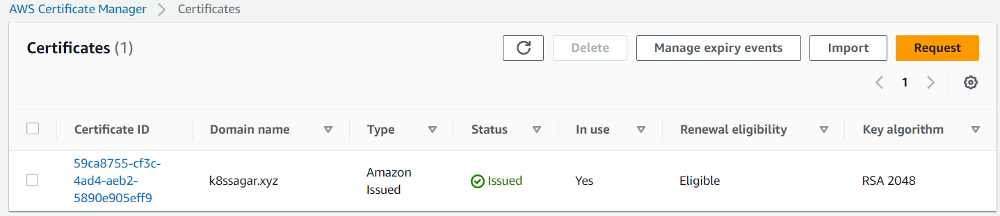 AWS Certificate Manager > Certificates
Certificates (1)
Delete
Manage expiry events
Import
Request
1
Certificate ID
Domain name
Type
Status
In use
Renewal eligibility
Key algorithm
59ca8755-cf3c-
4ad4-aeb2-
5890e905eff9
k8ssagar.xyz
Amazon
Issued
Issued
Yes
Eligible
RSA 2048